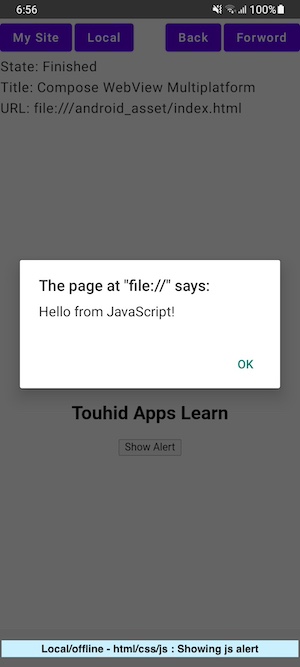 6:56 100%
My Site Local Back Forword
State: Finished
Title: Compose WebView Multiplatform
URL: file:///android_asset/index.html
The page at "file://" says:
Hello from JavaScript!
OK
Touhid Apps Learn
Show Alert
Local/offline - html/css/js : Showing js alert